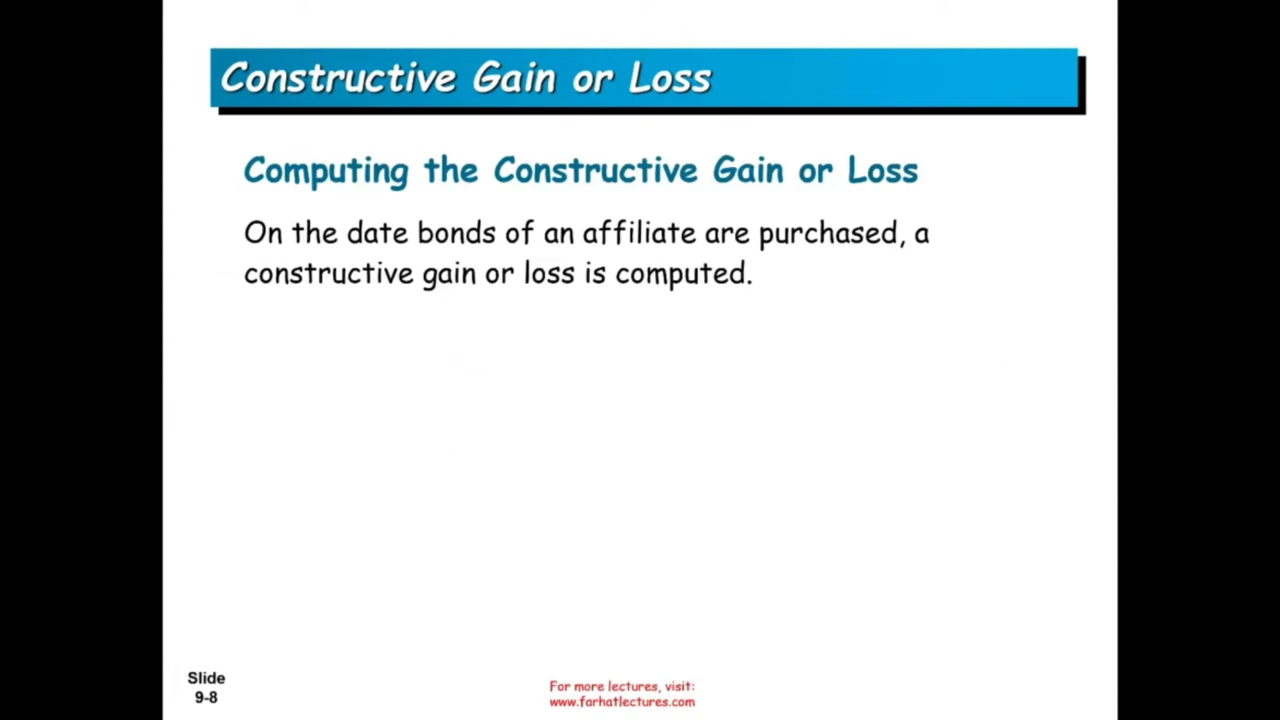 Constructive Gain or Loss
Computing the Constructive Gain or Loss
On the date bonds of an affiliate are purchased, a
constructive gain or loss is computed.
Slide
9-8
For more lectures, visit:
www.farhatlectures.com